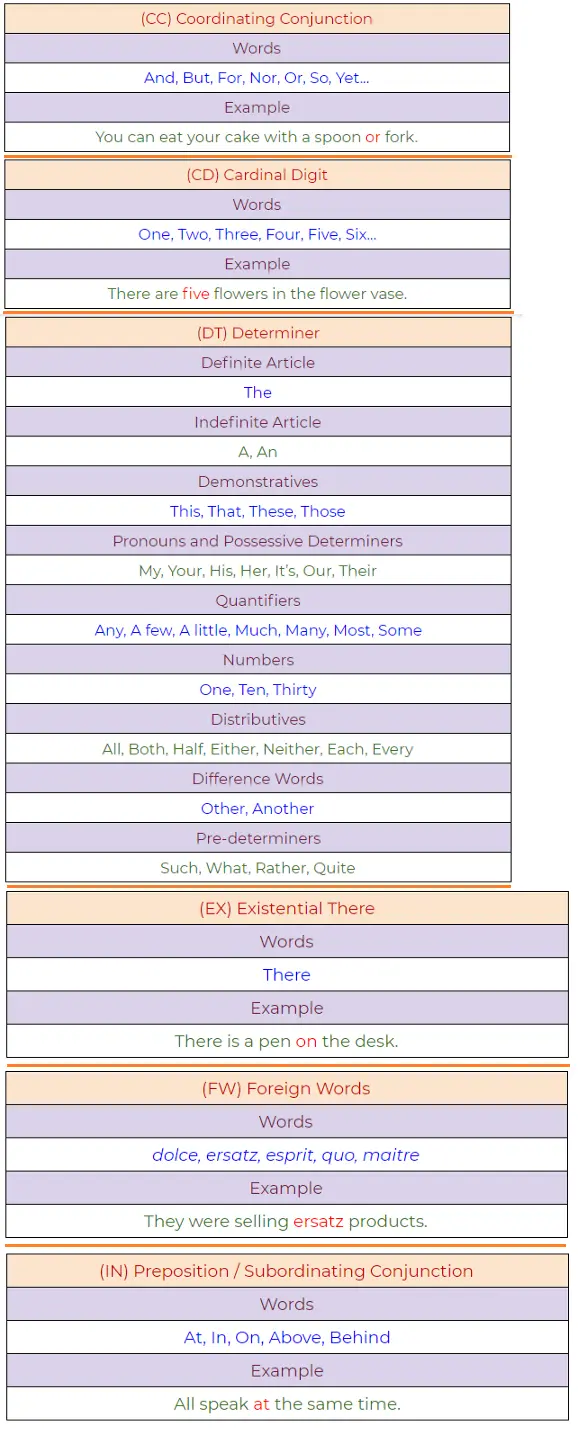 (CC) Coordinating Conjunction
Words
And, But, For, Nor, Or, So, Yet...
Example
You can eat your cake with a spoon or fork.
(CD) Cardinal Digit
Words
One, Two, Three, Four, Five, Six...
Example
There are five flowers in the flower vase.
(DT) Determiner
Definite Article
The
Indefinite Article
A, An
Demonstratives
This, That, These, Those
Pronouns and Possessive Determiners
My, Your, His, Her, It's, Our, Their
Quantifiers
Any, A few, A little, Much, Many, Most, Some
Numbers
One, Ten, Thirty
Distributives
All, Both, Half, Either, Neither, Each, Every
Difference Words
Other, Another
Pre-determiners
Such, What, Rather, Quite
(EX) Existential There
Words
There
Example
There is a pen on the desk.
(FW) Foreign Words
Words
dolce, ersatz, esprit, quo, maitre
Example
They were selling ersatz products.
(IN) Preposition / Subordinating Conjunction
Words
At, In, On, Above, Behind
Example
All speak at the same time.